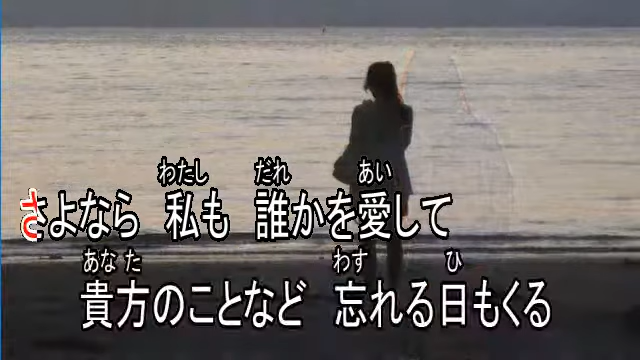 わたし だれ あい
さよなら 私も 誰かを愛して
あなた わす ひ
貴方のことなど 忘れる日もくる